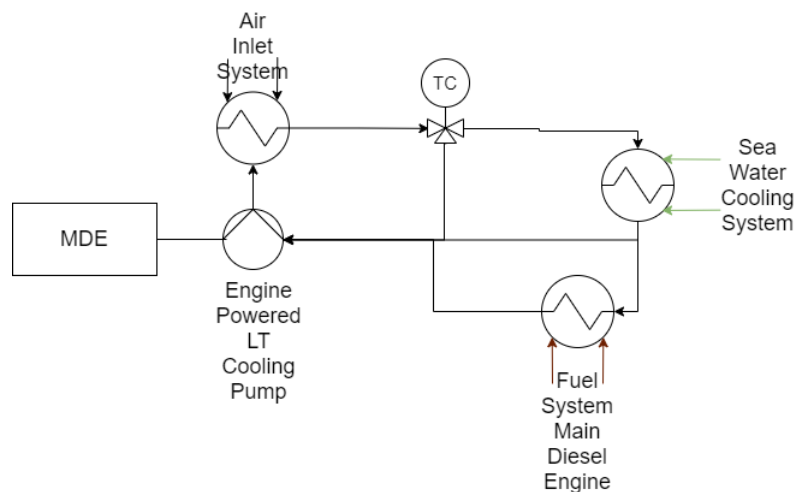 Air
Inlet
System
TC
Sea
Water
Cooling
System
MDE
Engine
Powered
LT
Cooling
Pump
Fuel
System
Main
Diesel
Engine